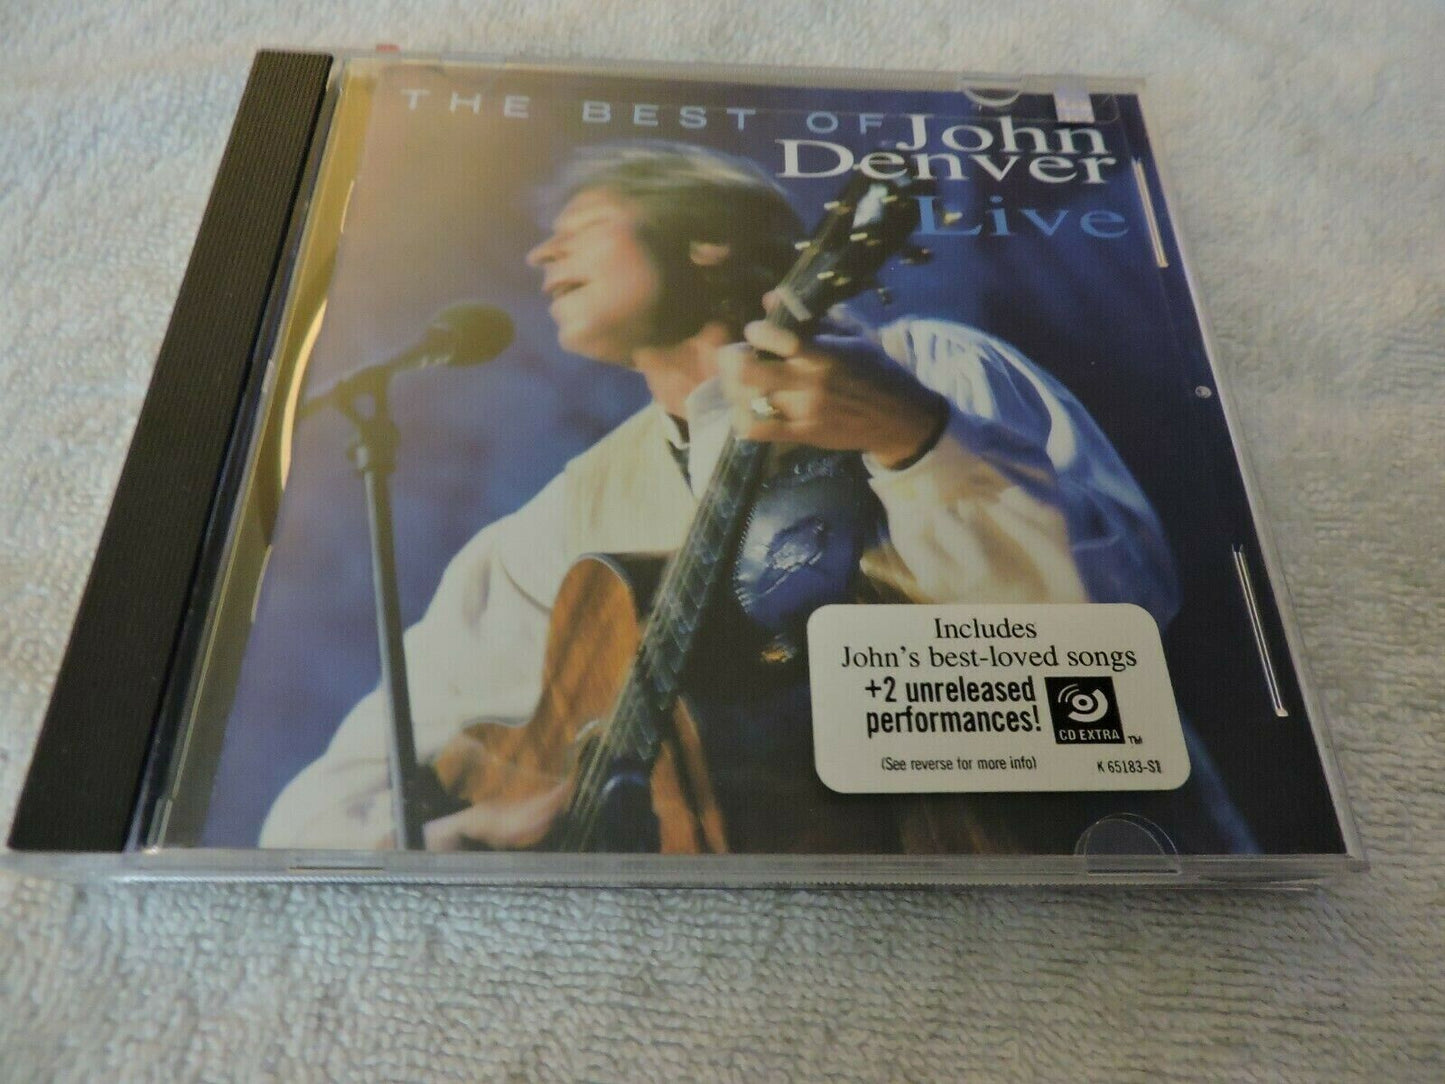 THE BEST OF
John
Denver
Live
Includes
John's best-loved songs
+2 unreleased
performances!
CD EXTRA TM
(See reverse for more info)
K 65183-S1